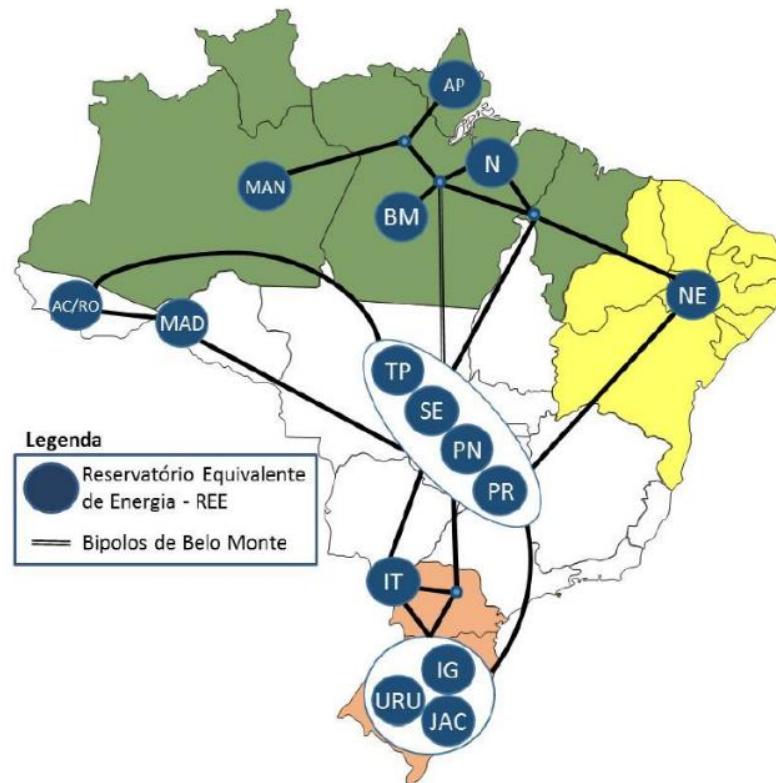 AP
MAN
N
BM
AC/RO
MAD
NE
TP
SE
PN
PR
Legenda
Reservatório Equivalente
de Energia - REE
Bipolos de Belo Monte
IT
IG
URU
JAC